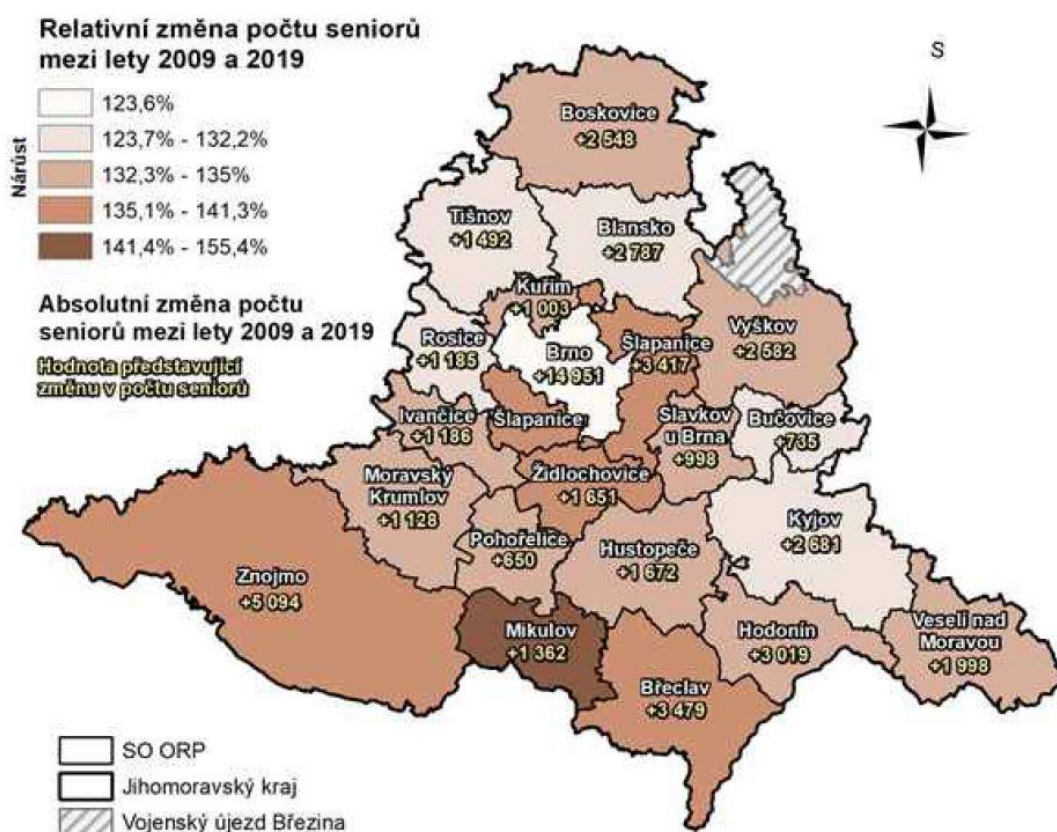 Relativní změna počtu seniorů
mezi lety 2009 a 2019
Nárůst
123,6%
123,7% - 132,2%
132,3% - 135%
135,1% - 141,3%
141,4% - 155,4%
Absolutní změna počtu
seniorů mezi lety 2009 a 2019
Hodnota představující
změnu v počtu seniorů
S
Boskovice
+2 548
Tišnov
+1 492
Blansko
+2 787
Kuřim
+1 003
Rosice
+1 185
Brno
+14 951
Šlapanice
+3 417
Vyškov
+2 582
Ivančice
+1 186
Šlapanice
Slavkov
u Brna
+998
Bučovice
+735
Moravský
Krumlov
+1 128
Židlochovice
+1 651
Pohořelice
+650
Hustopeče
+1 672
Kyjov
+2 681
Znojmo
+5 094
Mikulov
+1 362
Břeclav
+3 479
Hodonín
+3 019
Veselí nad
Moravou
+1 998
SO ORP
Jihomoravský kraj
Vojenský újezd Březina